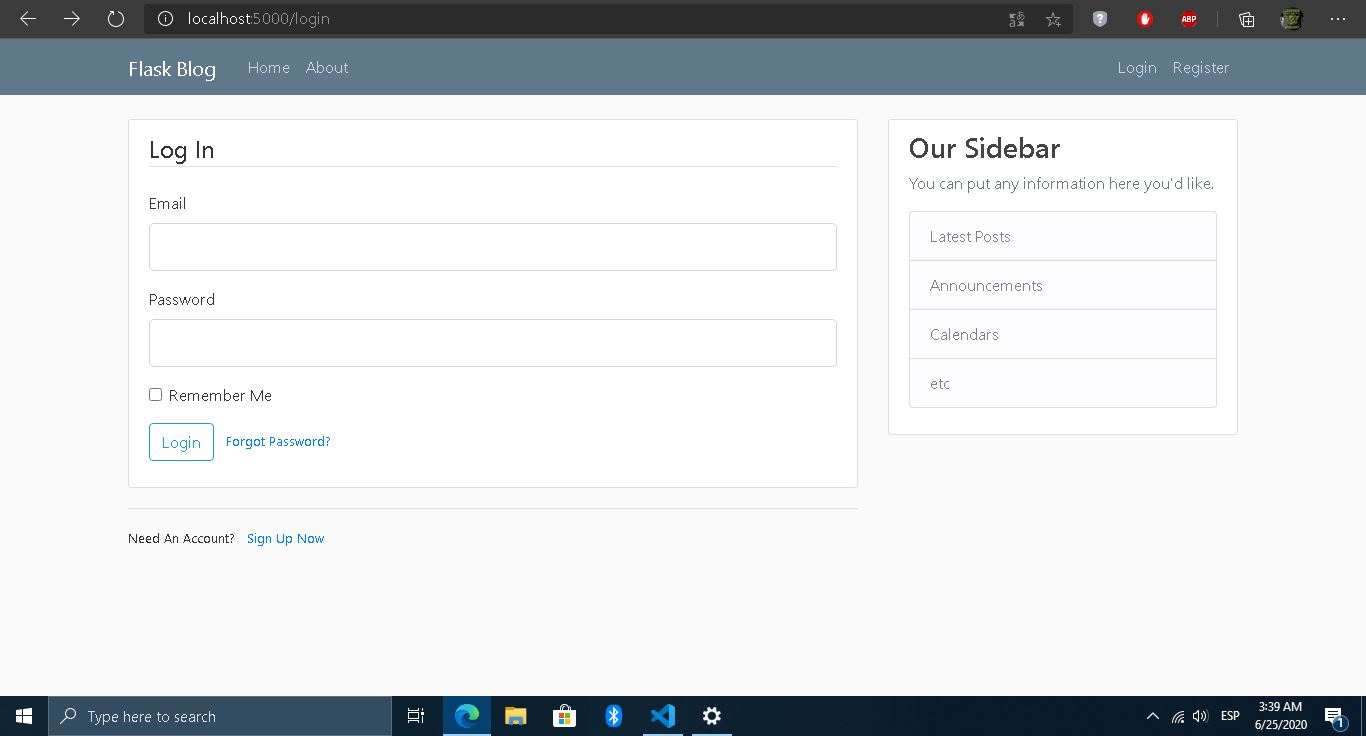 localhost:5000/login
ABP
Flask Blog Home About Login Register
Log In
Email
Password
Remember Me
Login Forgot Password?
Need An Account? Sign Up Now
Our Sidebar
You can put any information here you'd like.
Latest Posts
Announcements
Calendars
etc
Type here to search
ESP
3:39 AM
6/25/2020
1